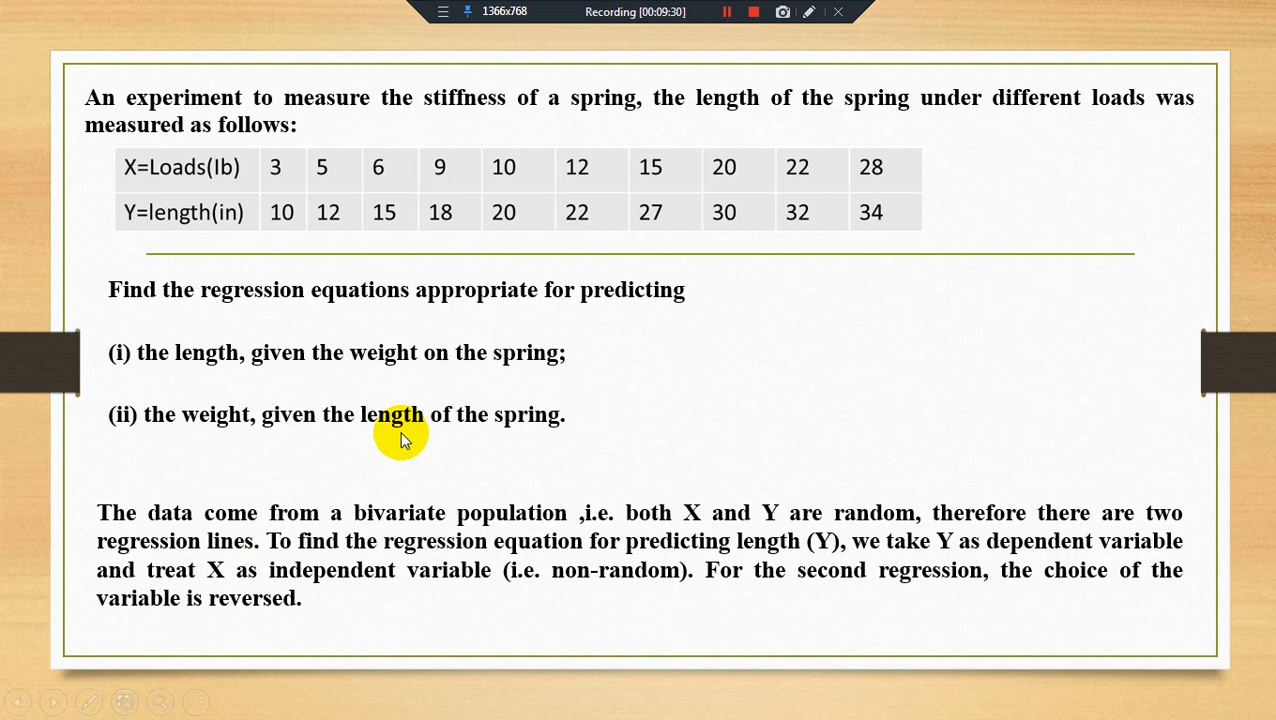 1366x768 Recording [00:09:30]
An experiment to measure the stiffness of a spring, the length of the spring under different loads was
measured as follows:
X=Loads(Ib) 3 5 6 9 10 12 15 20 22 28
Y=length(in) 10 12 15 18 20 22 27 30 32 34
Find the regression equations appropriate for predicting
(i) the length, given the weight on the spring;
(ii) the weight, given the length of the spring.
The data come from a bivariate population ,i.e. both X and Y are random, therefore there are two
regression lines. To find the regression equation for predicting length (Y), we take Y as dependent variable
and treat X as independent variable (i.e. non-random). For the second regression, the choice of the
variable is reversed.